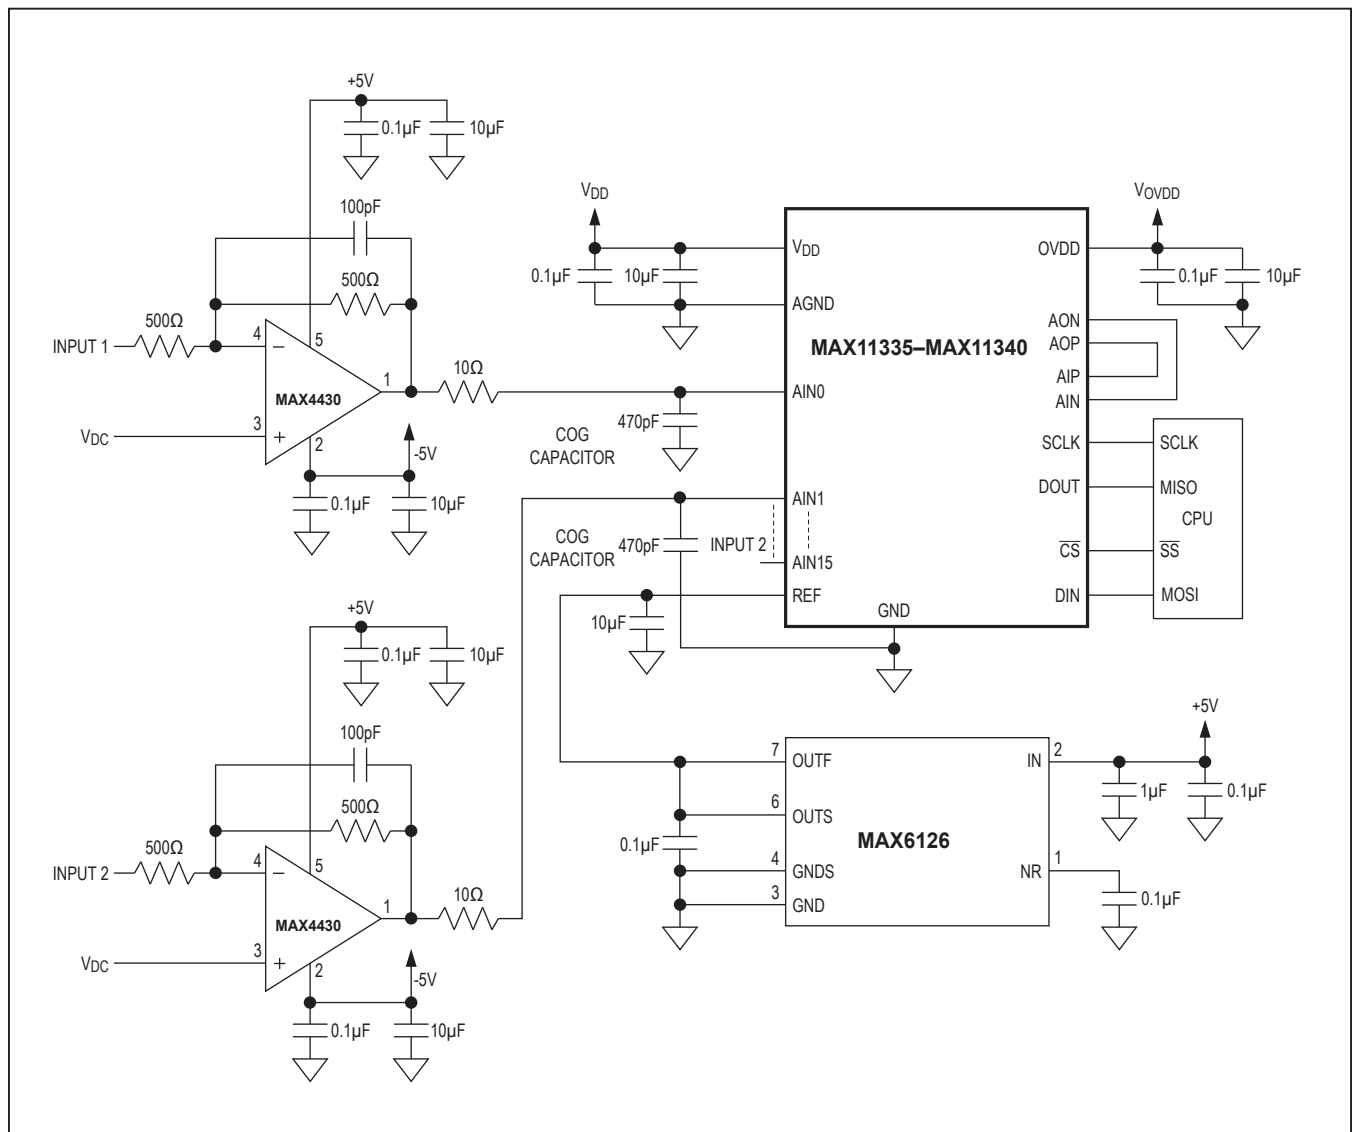 +5V
0.1µF
10µF
100pF
500Ω
500Ω
INPUT 1
4
5
MAX4430
1
3
VDC
2
10Ω
-5V
0.1µF
10µF
COG
CAPACITOR
470pF
VDD
0.1µF
10µF
VDD
AGND
MAX11335–MAX11340
AIN0
AIN1
INPUT 2
AIN15
REF
GND
OVDD
AON
AOP
AIP
AIN
SCLK
DOUT
CS
DIN
VOVDD
0.1µF
10µF
SCLK
MISO
CPU
SS
MOSI
COG
CAPACITOR
470pF
10µF
+5V
0.1µF
10µF
100pF
500Ω
500Ω
INPUT 2
4
5
MAX4430
1
3
VDC
2
10Ω
-5V
0.1µF
10µF
7
OUTF
6
OUTS
0.1µF
4
GNDS
3
GND
MAX6126
IN
2
NR
1
+5V
1µF
0.1µF
0.1µF